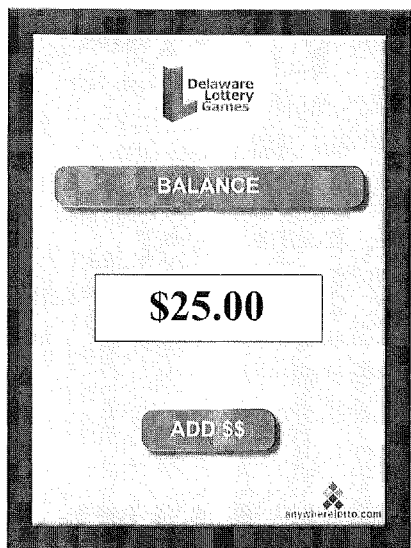 Delaware
Lottery
Games
BALANCE
$25.00
ADD $$
anywherelotto.com